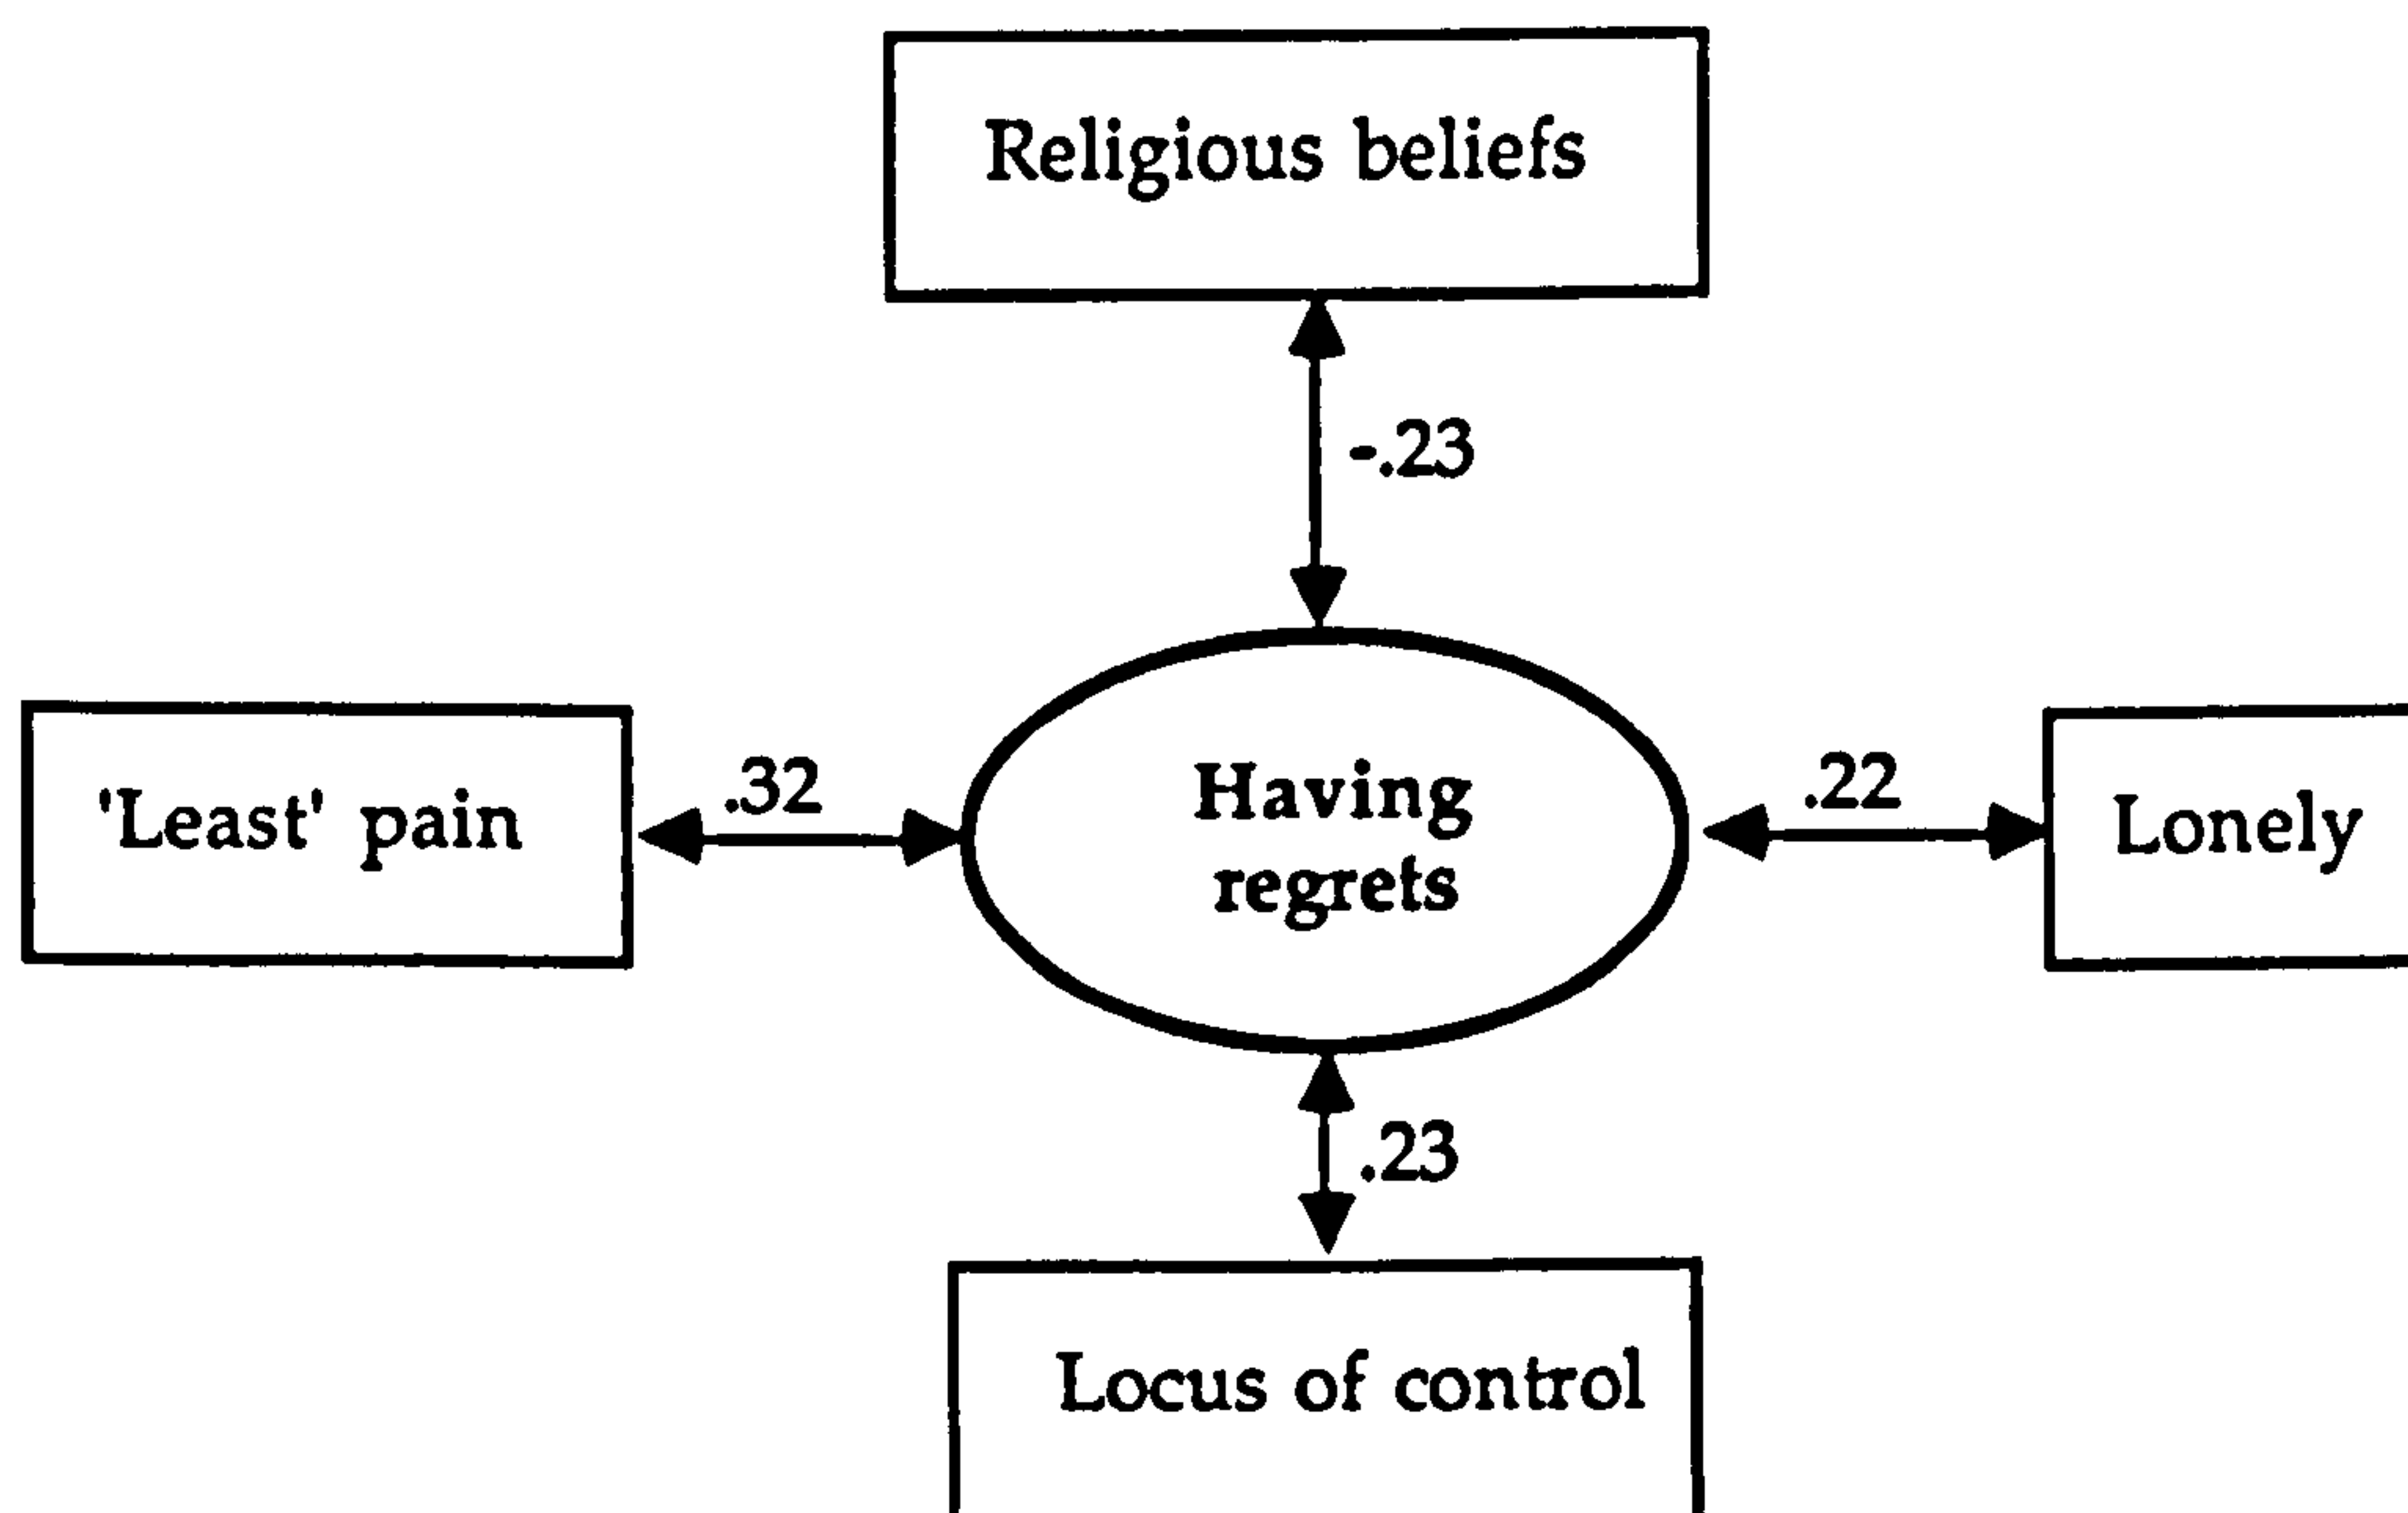 Religious beliefs
-.23
'Least' pain
.32
Having
regrets
.22
Lonely
.23
Locus of control